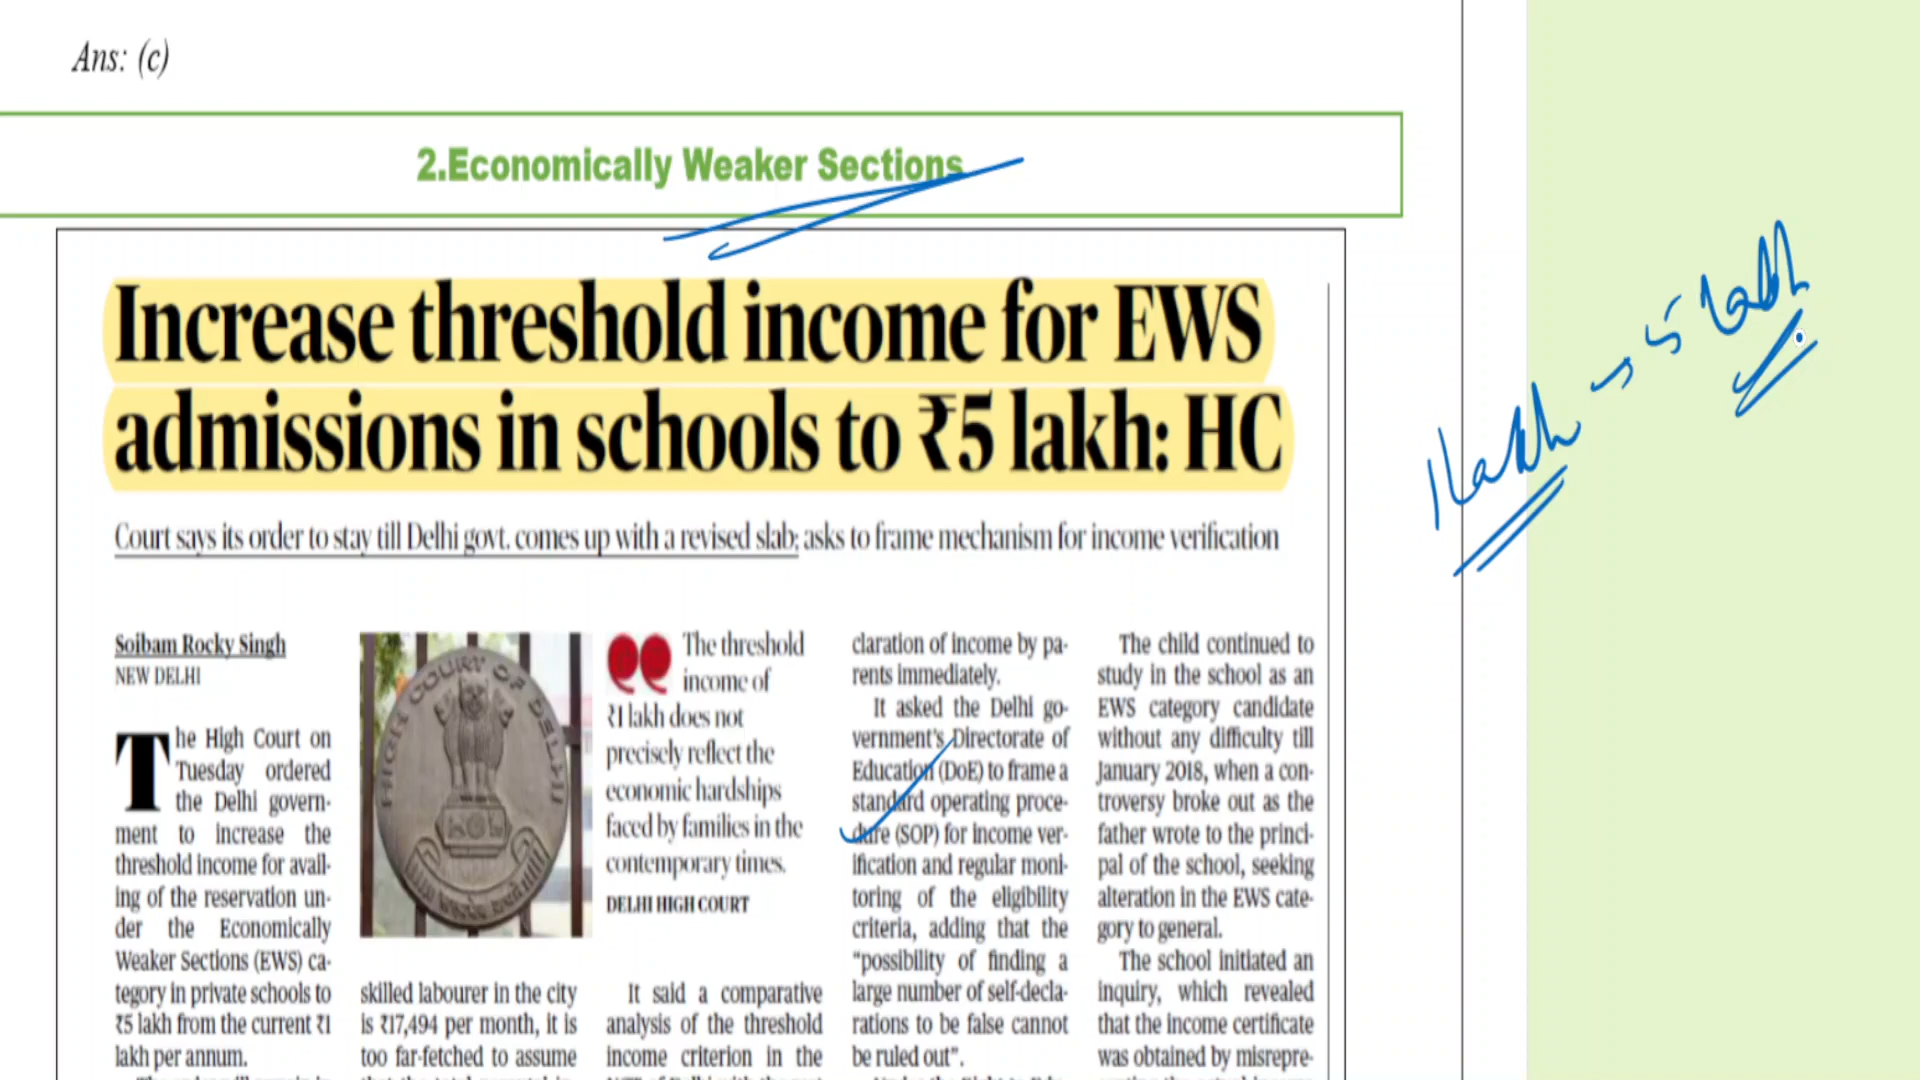 Ans: (c)
2.Economically Weaker Sections
Increase threshold income for EWS
admissions in schools to ₹5 lakh: HC
Court says its order to stay till Delhi govt. comes up with a revised slab; asks to frame mechanism for income verification
Soibam Rocky Singh
NEW DELHI
The High Court on
Tuesday ordered
the Delhi govern-
ment to increase the
threshold income for avail-
ing of the reservation un-
der the Economically
Weaker Sections (EWS) ca-
tegory in private schools to
₹5 lakh from the current ₹1
lakh per annum.
HIGH COURT OF DELHI
skilled labourer in the city
is ₹17,494 per month, it is
too far-fetched to assume
The threshold
income of
₹1 lakh does not
precisely reflect the
economic hardships
faced by families in the
contemporary times.
DELHI HIGH COURT
It said a comparative
analysis of the threshold
income criterion in the
claration of income by pa-
rents immediately.
It asked the Delhi go-
vernment's Directorate of
Education (DoE) to frame a
standard operating proce-
dure (SOP) for income ver-
ification and regular moni-
toring of the eligibility
criteria, adding that the
"possibility of finding a
large number of self-decla-
rations to be false cannot
be ruled out".
The child continued to
study in the school as an
EWS category candidate
without any difficulty till
January 2018, when a con-
troversy broke out as the
father wrote to the princi-
pal of the school, seeking
alteration in the EWS cate-
gory to general.
The school initiated an
inquiry, which revealed
that the income certificate
was obtained by misrepre-
1 lakh → 5 lakh